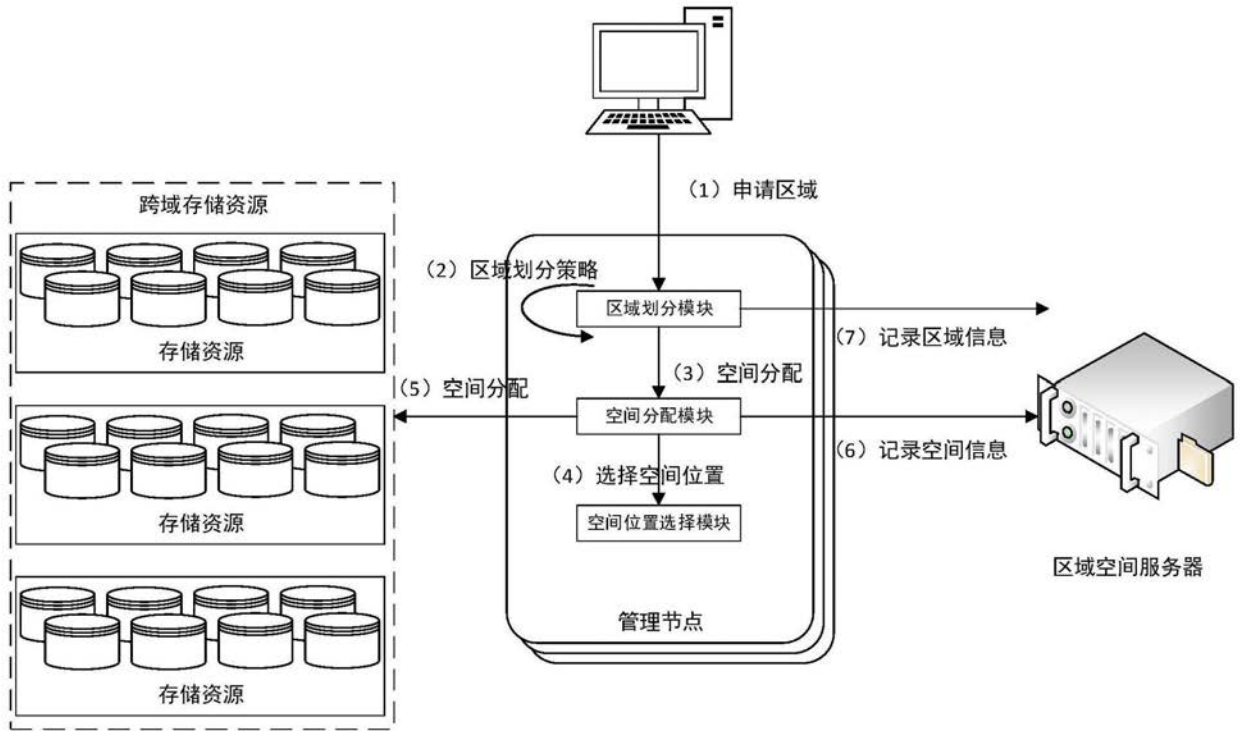 （1）申请区域
跨域存储资源
存储资源
存储资源
存储资源
（2）区域划分策略
区域划分模块
（7）记录区域信息
（3）空间分配
（5）空间分配
空间分配模块
（6）记录空间信息
（4）选择空间位置
空间位置选择模块
管理节点
区域空间服务器